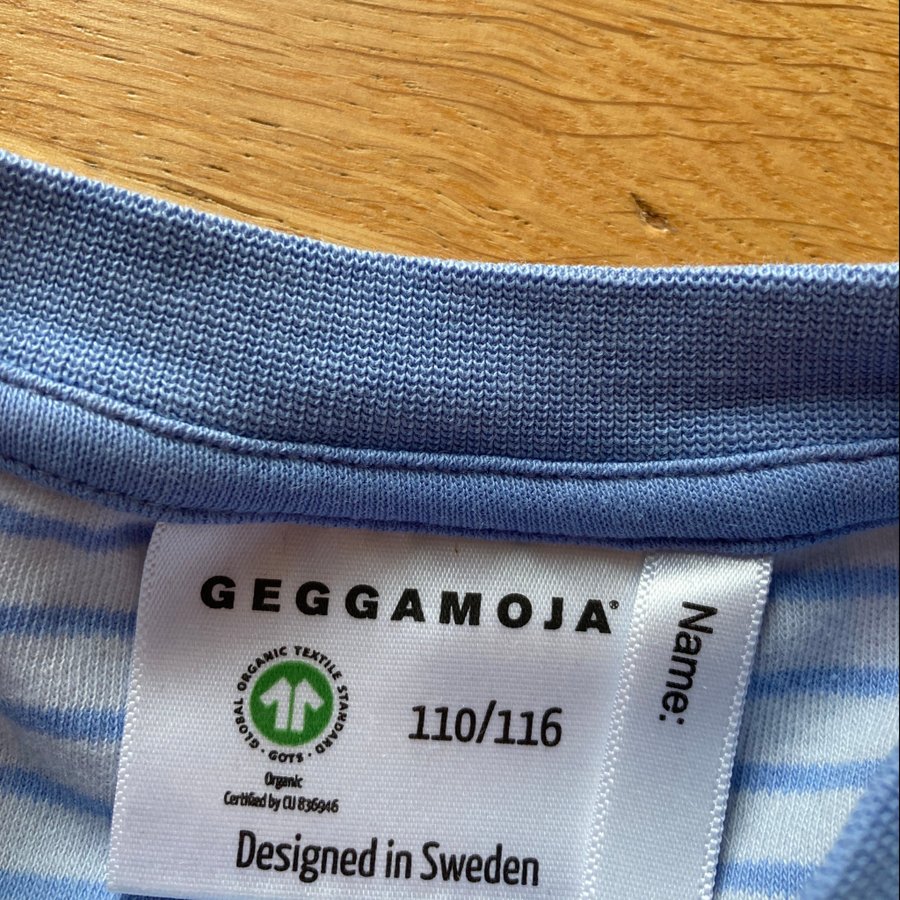 GEGGAMOJA®
GLOBAL ORGANIC TEXTILE STANDARD · GOTS ·
110/116
Organic
Certified by CU 836946
Designed in Sweden
Name: